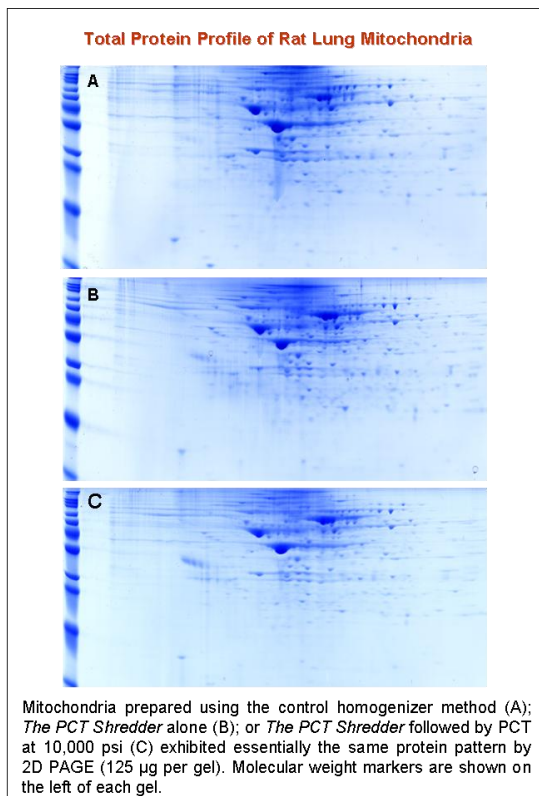 Total Protein Profile of Rat Lung Mitochondria
A
B
C
Mitochondria prepared using the control homogenizer method (A);
The PCT Shredder alone (B); or The PCT Shredder followed by PCT
at 10,000 psi (C) exhibited essentially the same protein pattern by
2D PAGE (125 µg per gel). Molecular weight markers are shown on
the left of each gel.